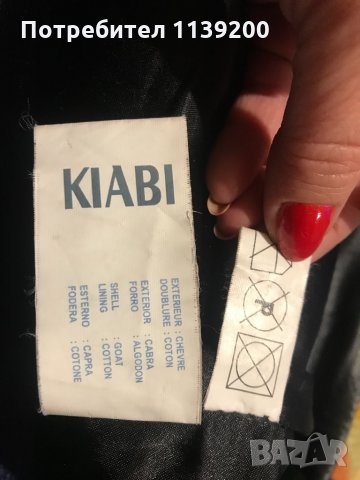 Потребител 1139200
KIABI
EXTERIEUR : CHEVRE
DOUBLURE : COTON
EXTERIOR : CABRA
FORRO : ALGODON
SHELL : GOAT
LINING : COTTON
ESTERNO : CAPRA
FODERA : COTONE
P
BAZAR